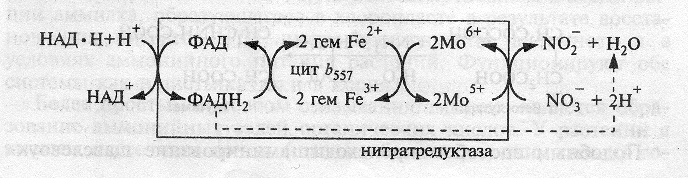 НАД·Н+Н⁺ ФАД 2 гем Fe²⁺ 2Mo⁶⁺ NO₂⁻ + H₂O
цит b₅₅₇
НАД⁺ ФАДН₂ 2 гем Fe³⁺ 2Mo⁵⁺ NO₃⁻ + 2H⁺
нитратредуктаза